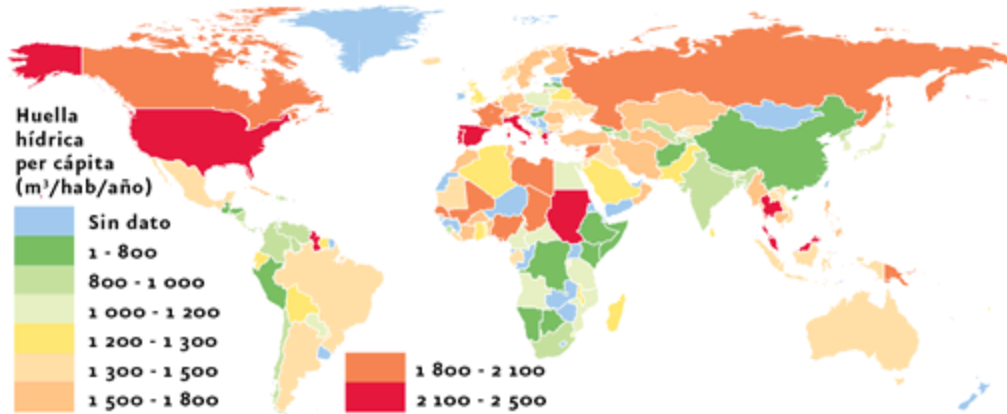 Huella
hídrica
per cápita
(m³/hab/año)
Sin dato
1 - 800
800 - 1 000
1 000 - 1 200
1 200 - 1 300
1 300 - 1 500
1 500 - 1 800
1 800 - 2 100
2 100 - 2 500